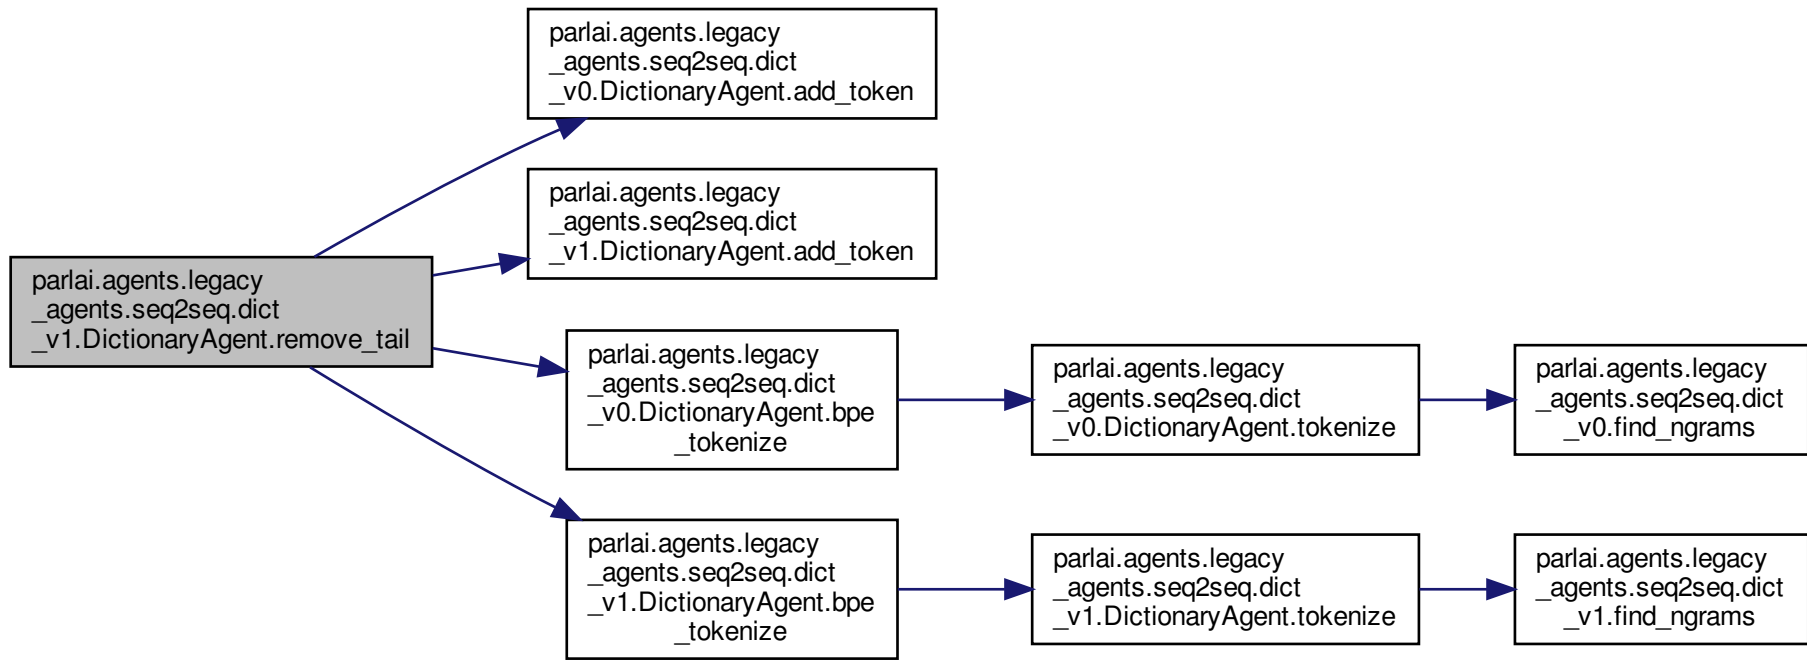 parlai.agents.legacy
_agents.seq2seq.dict
_v0.DictionaryAgent.add_token
parlai.agents.legacy
_agents.seq2seq.dict
_v1.DictionaryAgent.add_token
parlai.agents.legacy
_agents.seq2seq.dict
_v1.DictionaryAgent.remove_tail
parlai.agents.legacy
_agents.seq2seq.dict
_v0.DictionaryAgent.bpe
_tokenize
parlai.agents.legacy
_agents.seq2seq.dict
_v0.DictionaryAgent.tokenize
parlai.agents.legacy
_agents.seq2seq.dict
_v0.find_ngrams
parlai.agents.legacy
_agents.seq2seq.dict
_v1.DictionaryAgent.bpe
_tokenize
parlai.agents.legacy
_agents.seq2seq.dict
_v1.DictionaryAgent.tokenize
parlai.agents.legacy
_agents.seq2seq.dict
_v1.find_ngrams